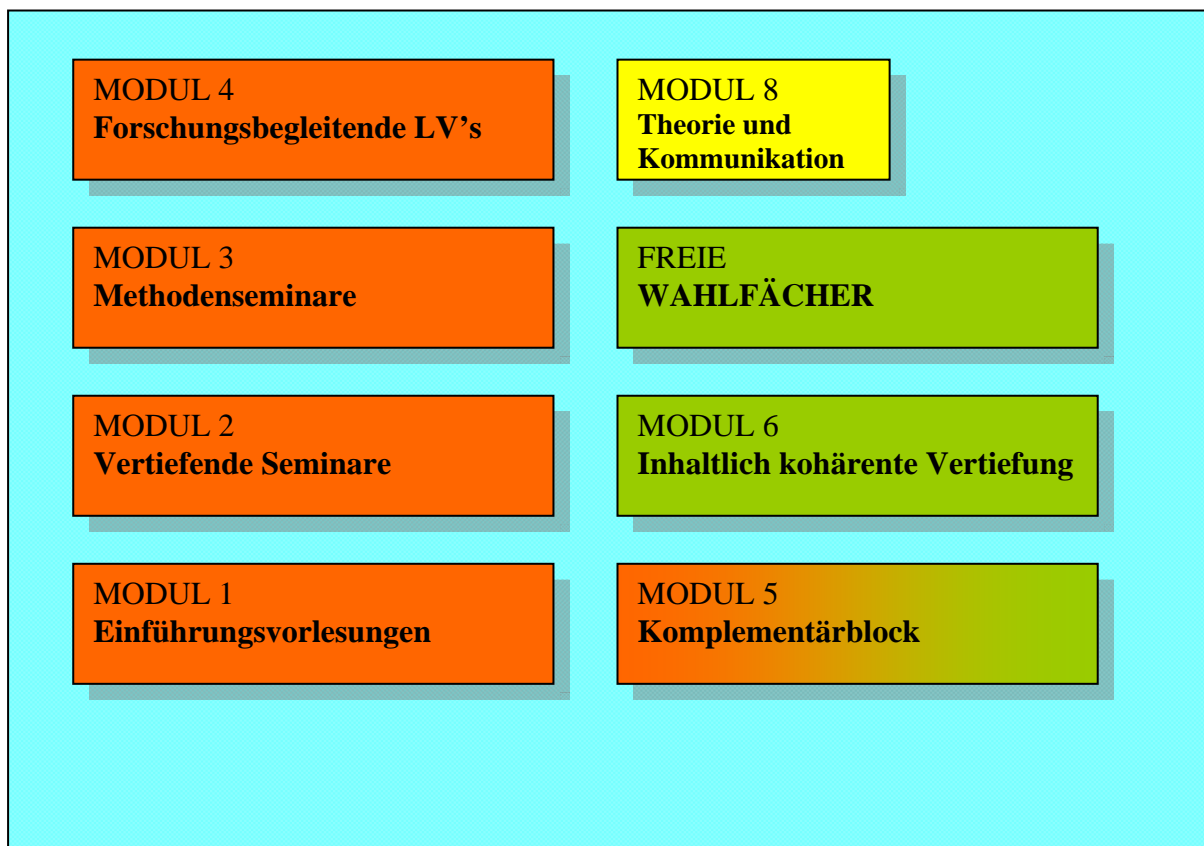 MODUL 4
Forschungsbegleitende LV’s
MODUL 8
Theorie und
Kommunikation
MODUL 3
Methodenseminare
FREIE
WAHLFÄCHER
MODUL 2
Vertiefende Seminare
MODUL 6
Inhaltlich kohärente Vertiefung
MODUL 1
Einführungsvorlesungen
MODUL 5
Komplementärblock